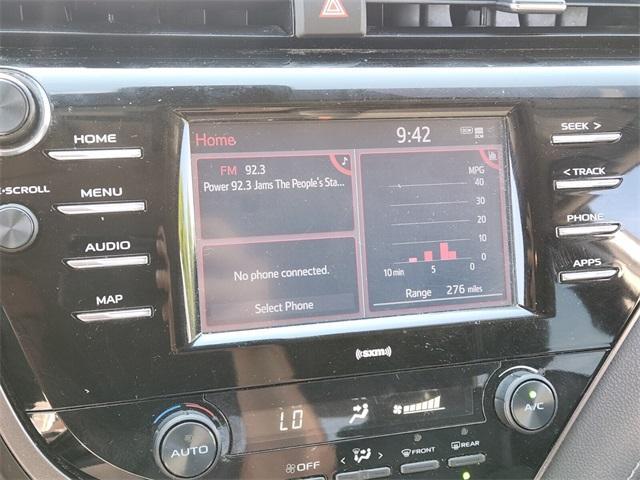 HOME
MENU
AUDIO
MAP
E-SCROLL
Home
9:42
DCM
FM 92.3
Power 92.3 Jams The People's Sta...
No phone connected.
Select Phone
MPG
40
30
20
10
0
10 min 5 0
Range 276 miles
SEEK >
< TRACK
PHONE
APPS
((sxm))
LO
AUTO
OFF
FRONT
REAR
A/C